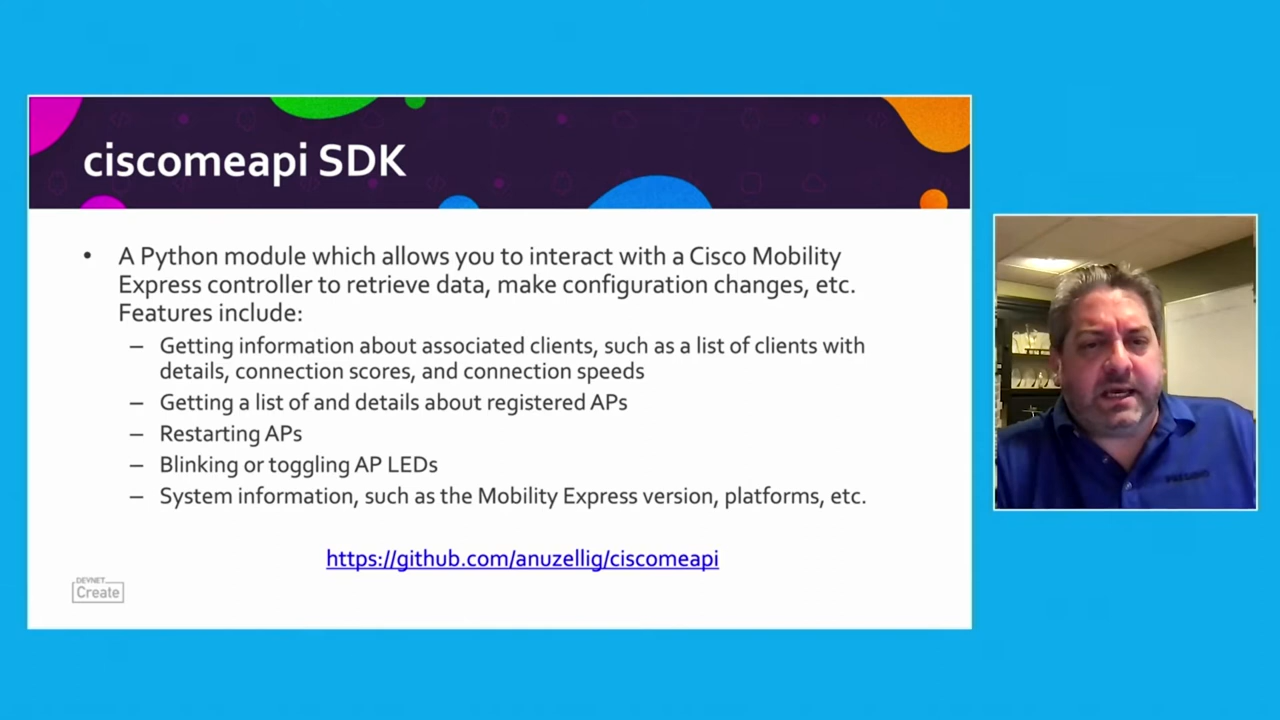 ciscomeapi SDK
• A Python module which allows you to interact with a Cisco Mobility
Express controller to retrieve data, make configuration changes, etc.
Features include:
– Getting information about associated clients, such as a list of clients with
details, connection scores, and connection speeds
– Getting a list of and details about registered APs
– Restarting APs
– Blinking or toggling AP LEDs
– System information, such as the Mobility Express version, platforms, etc.
https://github.com/anuzellig/ciscomeapi
DEVNET
Create